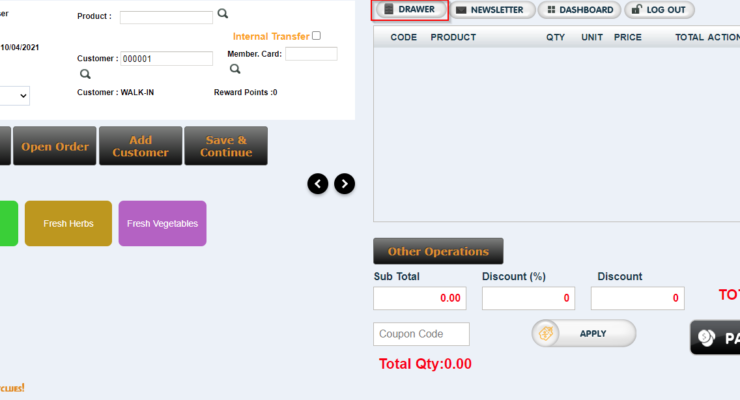 ser
Product :
10/04/2021
Internal Transfer
Customer : 000001
Member. Card:
Customer : WALK-IN
Reward Points :0
Open Order
Add
Customer
Save &
Continue
Fresh Herbs
Fresh Vegetables
DRAWER
NEWSLETTER
DASHBOARD
LOG OUT
CODE PRODUCT QTY UNIT PRICE TOTAL ACTION
Other Operations
Sub Total
Discount (%)
Discount
0.00
0
0
TOT
Coupon Code
APPLY
PA
Total Qty:0.00